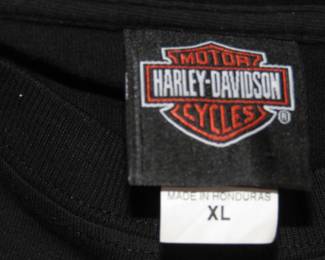 MOTOR
HARLEY-DAVIDSON
CYCLES
®
MADE IN HONDURAS
XL